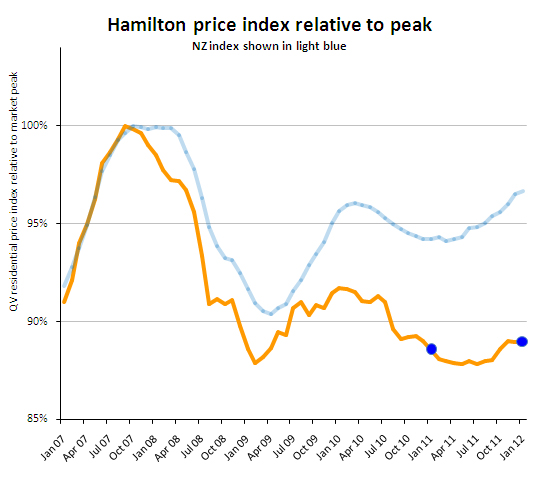 Hamilton price index relative to peak
NZ index shown in light blue
QV residential price index relative to market peak
100%
95%
90%
85%
Jan 07
Apr 07
Jul 07
Oct 07
Jan 08
Apr 08
Jul 08
Oct 08
Jan 09
Apr 09
Jul 09
Oct 09
Jan 10
Apr 10
Jul 10
Oct 10
Jan 11
Apr 11
Jul 11
Oct 11
Jan 12